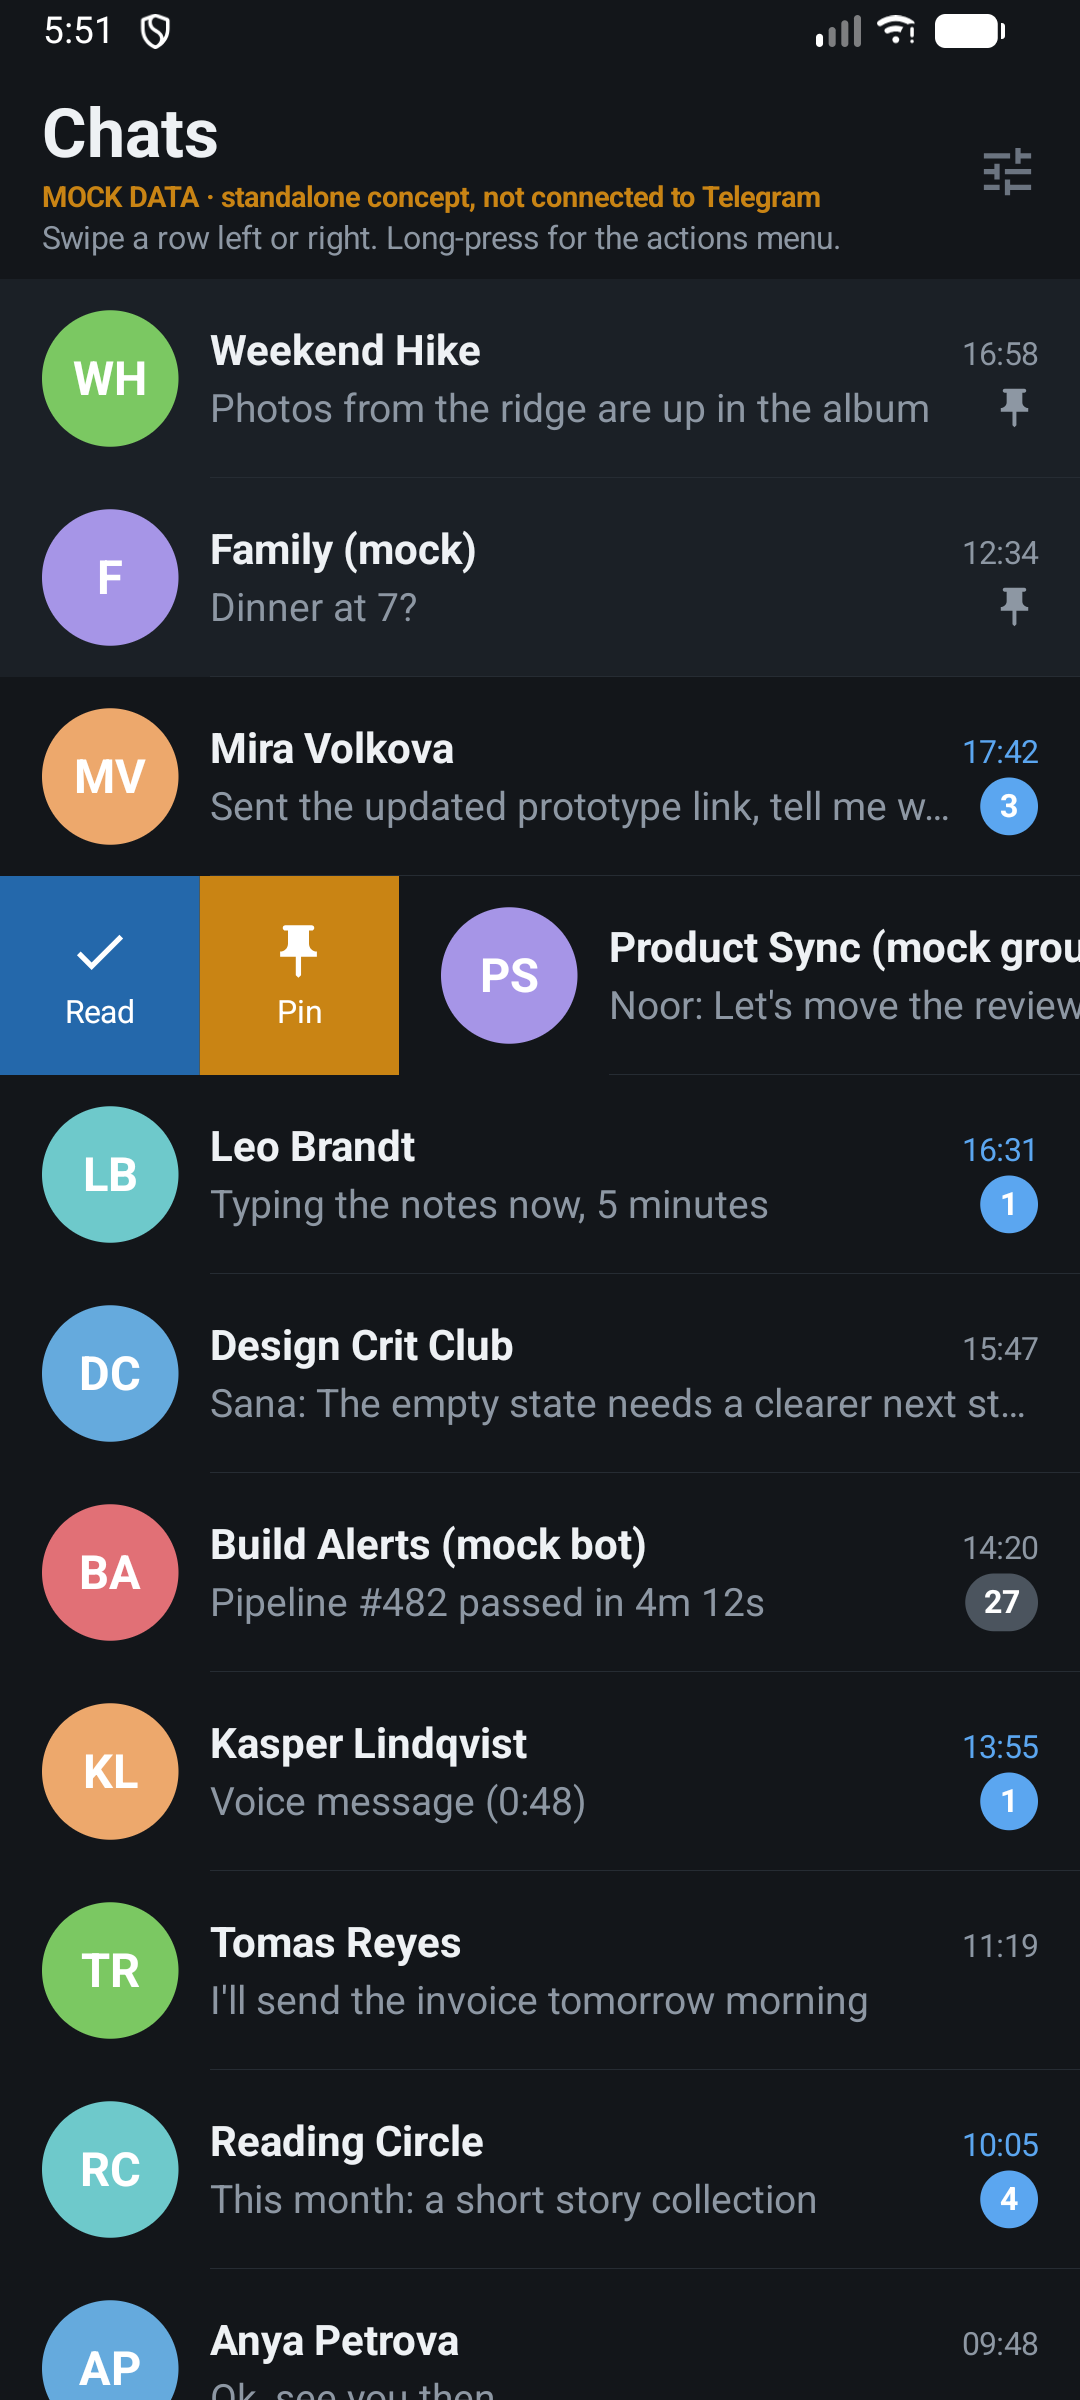 5:51
Chats
MOCK DATA · standalone concept, not connected to Telegram
Swipe a row left or right. Long-press for the actions menu.
WH
Weekend Hike
16:58
Photos from the ridge are up in the album
F
Family (mock)
12:34
Dinner at 7?
MV
Mira Volkova
17:42
Sent the updated prototype link, tell me w…
3
Read
Pin
PS
Product Sync (mock grou
Noor: Let's move the review
LB
Leo Brandt
16:31
Typing the notes now, 5 minutes
1
DC
Design Crit Club
15:47
Sana: The empty state needs a clearer next st…
BA
Build Alerts (mock bot)
14:20
Pipeline #482 passed in 4m 12s
27
KL
Kasper Lindqvist
13:55
Voice message (0:48)
1
TR
Tomas Reyes
11:19
I'll send the invoice tomorrow morning
RC
Reading Circle
10:05
This month: a short story collection
4
AP
Anya Petrova
09:48
Ok, see you then